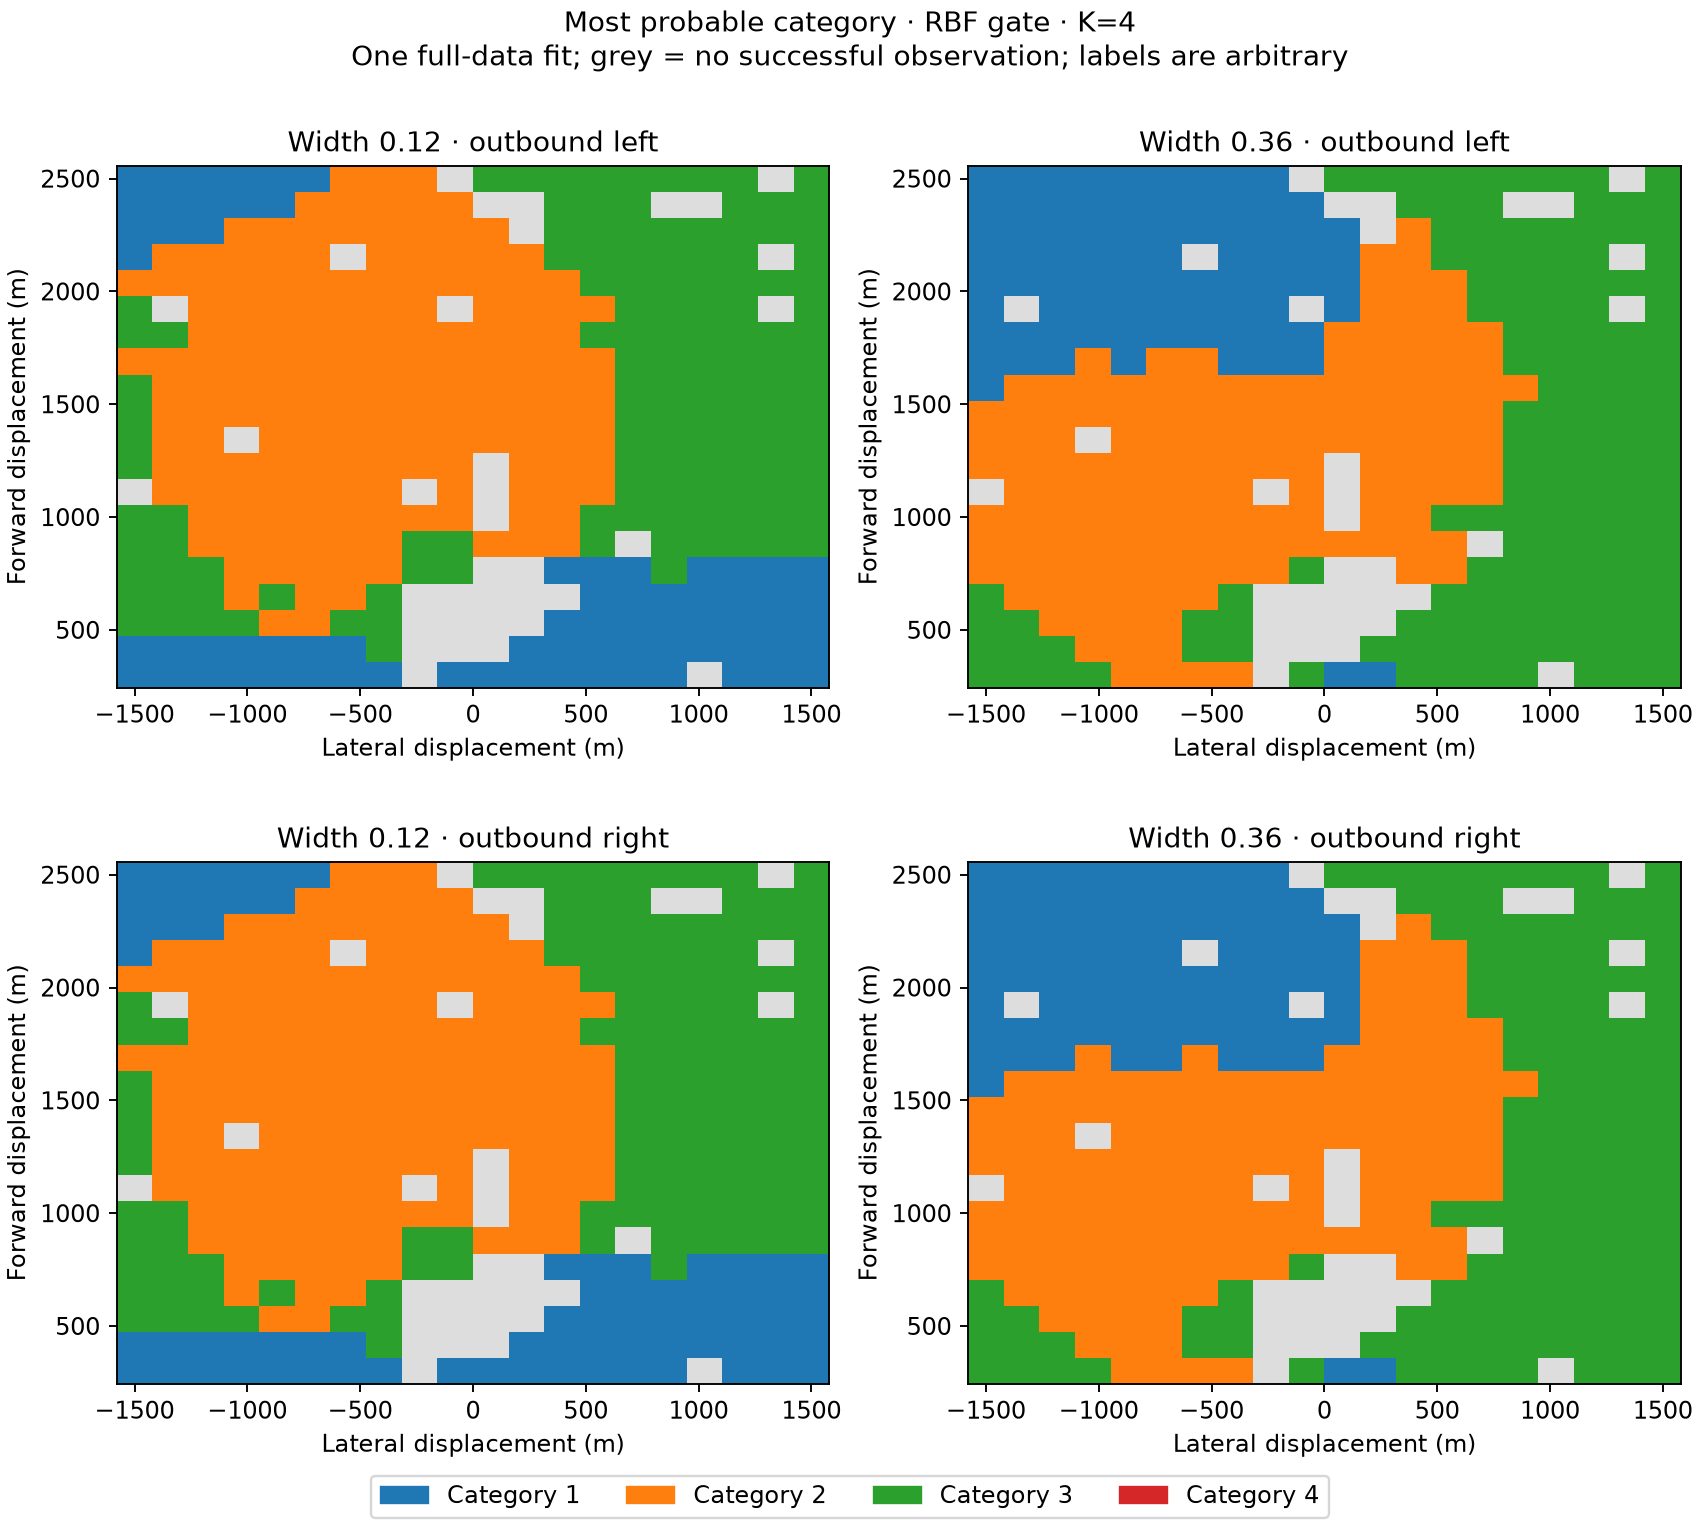 Most probable category · RBF gate · K=4
One full-data fit; grey = no successful observation; labels are arbitrary
Width 0.12 · outbound left
2500
2000
1500
1000
500
Forward displacement (m)
−1500 −1000 −500 0 500 1000 1500
Lateral displacement (m)
Width 0.36 · outbound left
2500
2000
1500
1000
500
Forward displacement (m)
−1500 −1000 −500 0 500 1000 1500
Lateral displacement (m)
Width 0.12 · outbound right
2500
2000
1500
1000
500
Forward displacement (m)
−1500 −1000 −500 0 500 1000 1500
Lateral displacement (m)
Width 0.36 · outbound right
2500
2000
1500
1000
500
Forward displacement (m)
−1500 −1000 −500 0 500 1000 1500
Lateral displacement (m)
Category 1 Category 2 Category 3 Category 4